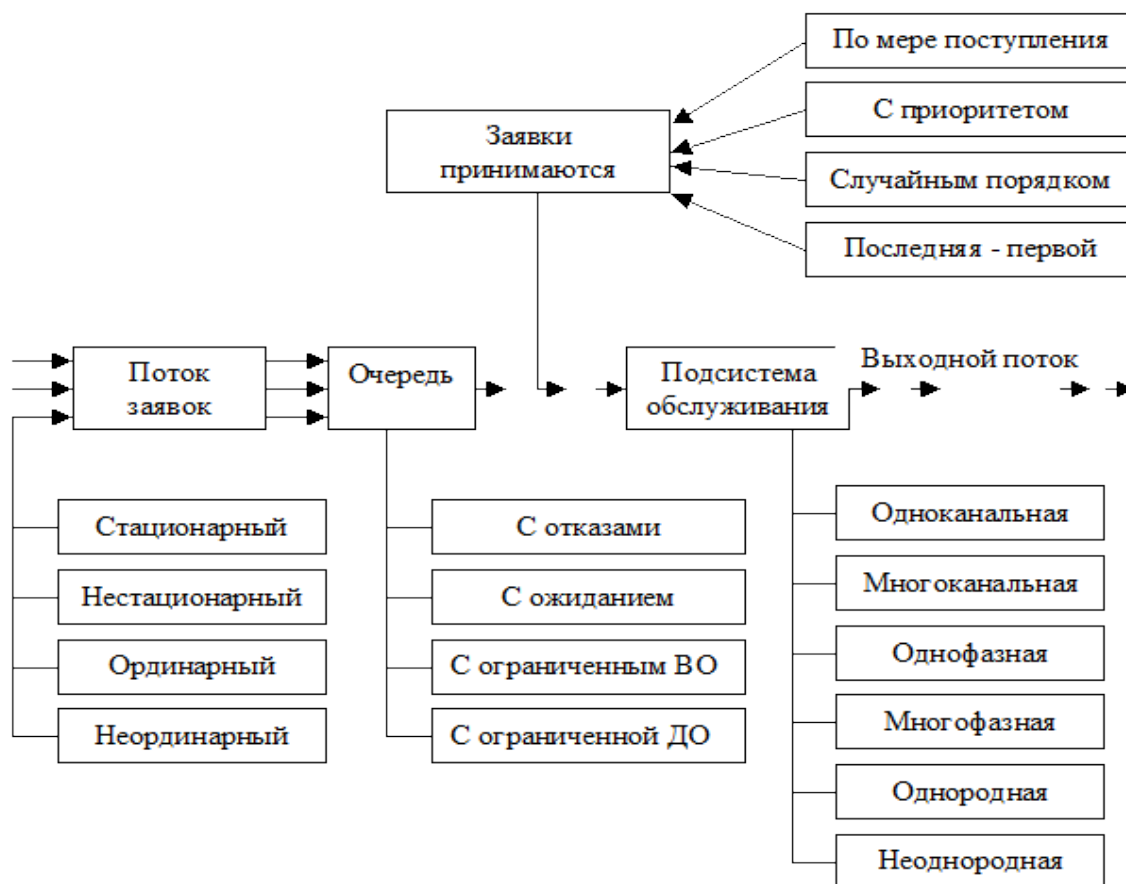 По мере поступления
С приоритетом
Случайным порядком
Последняя - первой
Заявки
принимаются
Поток
заявок
Очередь
Подсистема
обслуживания
Выходной поток
Стационарный
Нестационарный
Ординарный
Неординарный
С отказами
С ожиданием
С ограниченным ВО
С ограниченной ДО
Одноканальная
Многоканальная
Однофазная
Многофазная
Однородная
Неоднородная